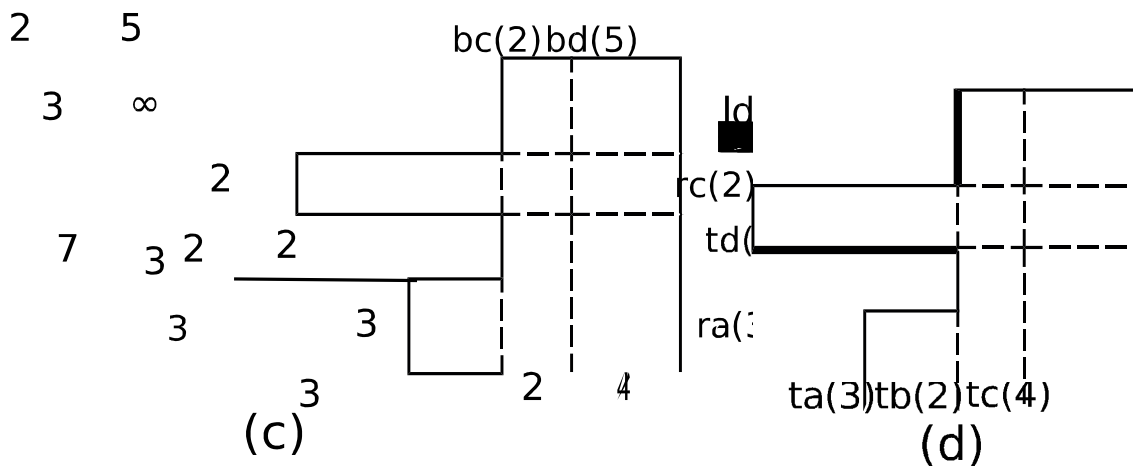 2 5
bc(2) bd(5)
3 ∞
ld
2
rc(2)
7 3 2 2
td(
3 3
ra(3
3 2 4
ta(3) tb(2) tc(4)
(c)
(d)